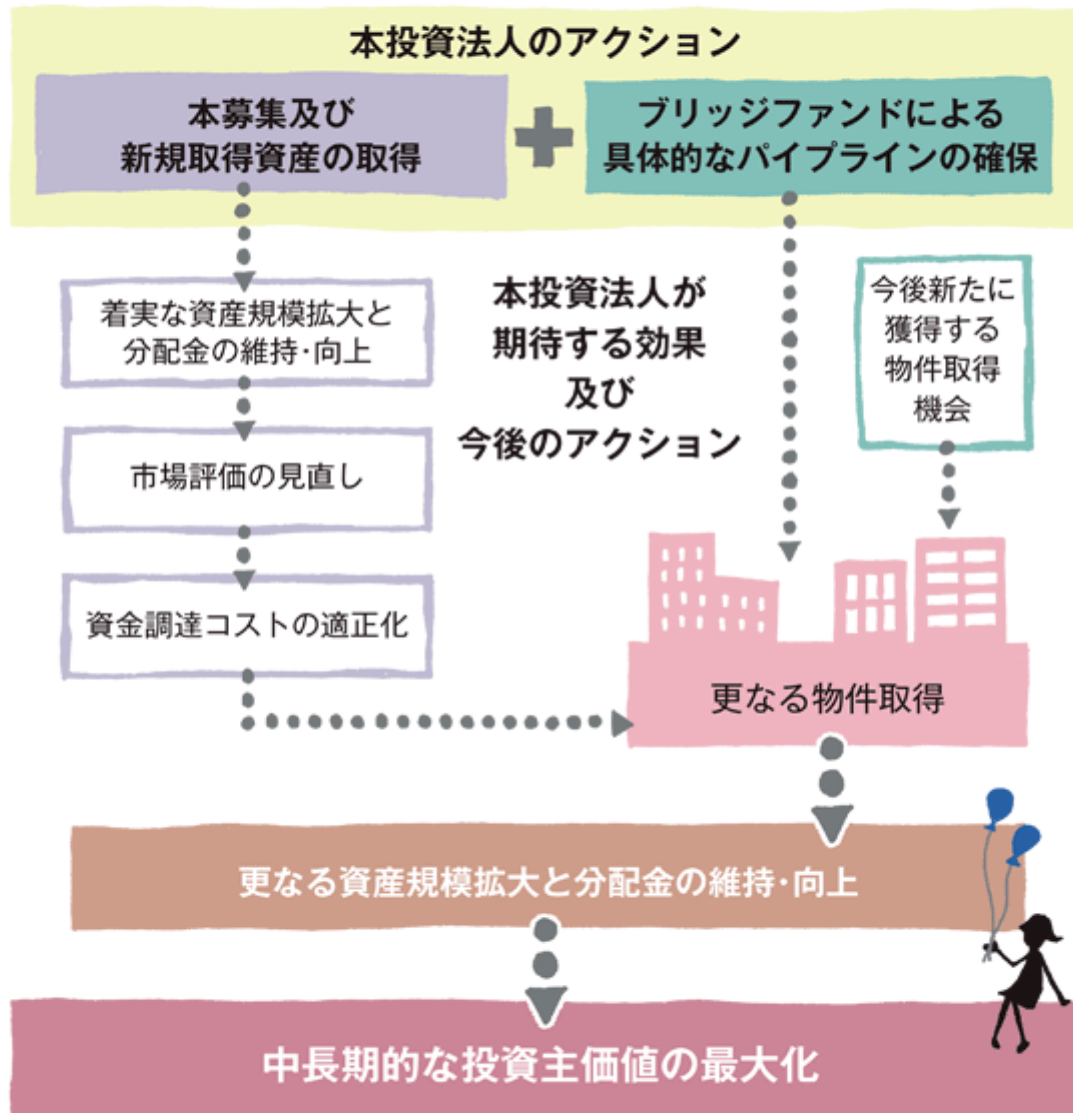 本投資法人のアクション
本募集及び
新規取得資産の取得
ブリッジファンドによる
具体的なパイプラインの確保
着実な資産規模拡大と
分配金の維持・向上
市場評価の見直し
資金調達コストの適正化
本投資法人が
期待する効果
及び
今後のアクション
今後新たに
獲得する
物件取得
機会
更なる物件取得
更なる資産規模拡大と分配金の維持・向上
中長期的な投資主価値の最大化